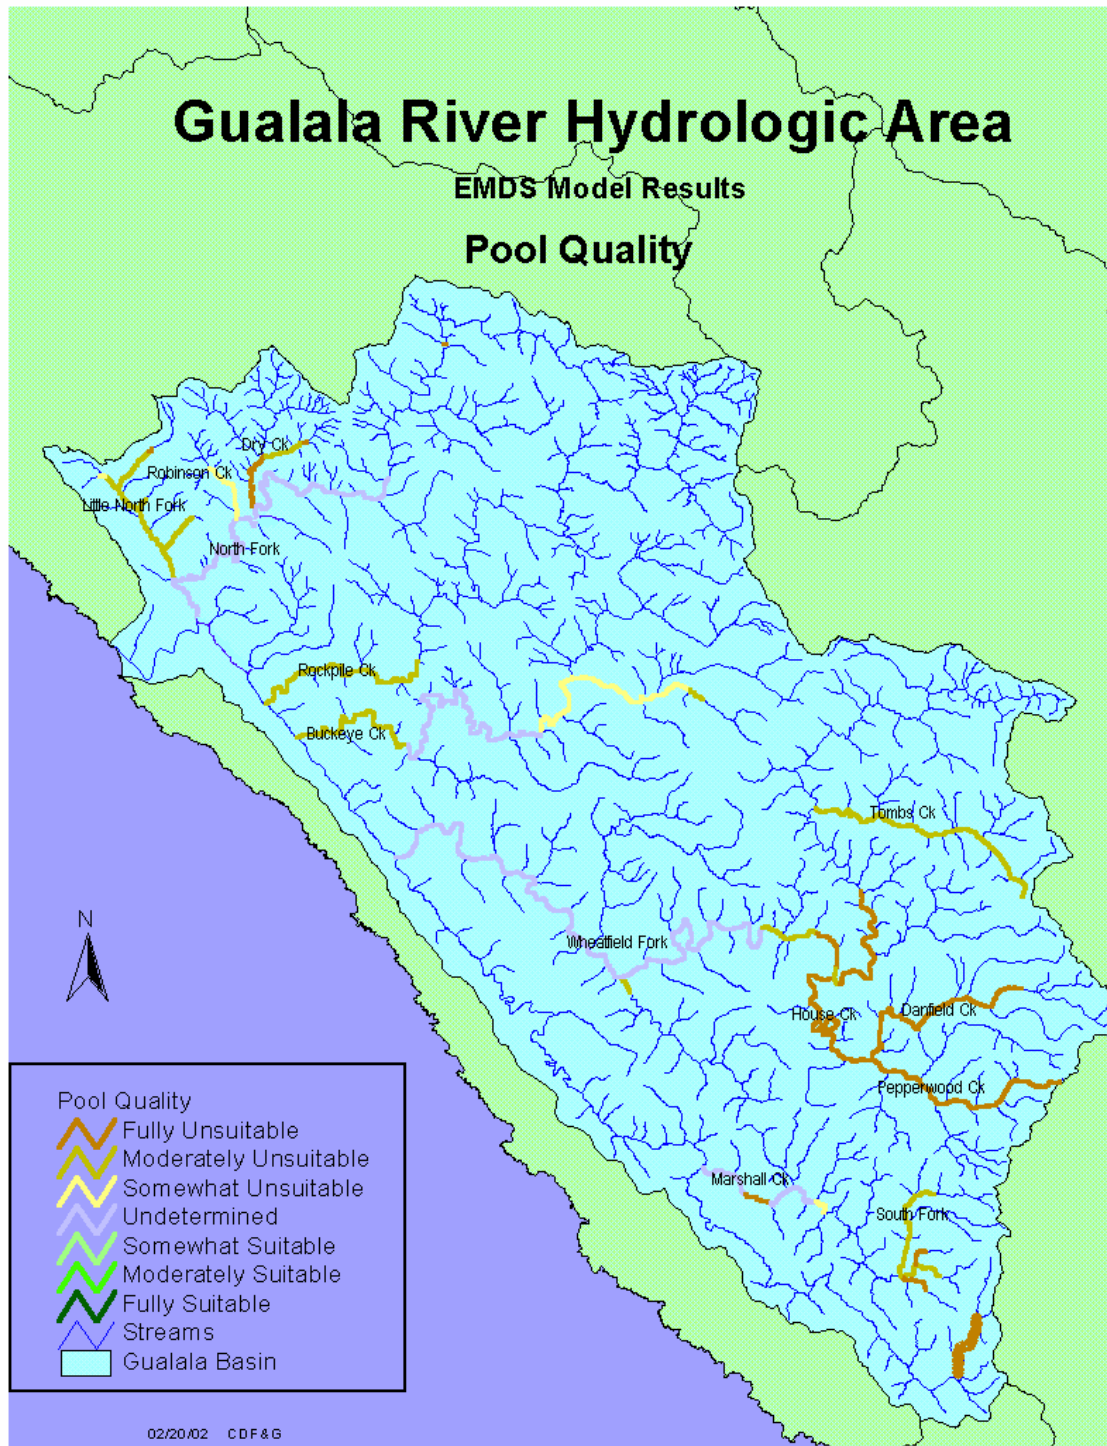 Gualala River Hydrologic Area
EMDS Model Results
Pool Quality
Dry Ck
Robinson Ck
Little North Fork
North Fork
Rockpile Ck
Buckeye Ck
Tombs Ck
Wheatfield Fork
House Ck
Danfield Ck
Pepperwood Ck
Marshall Ck
South Fork
N
Pool Quality
Fully Unsuitable
Moderately Unsuitable
Somewhat Unsuitable
Undetermined
Somewhat Suitable
Moderately Suitable
Fully Suitable
Streams
Gualala Basin
02/20/02 CDF&G